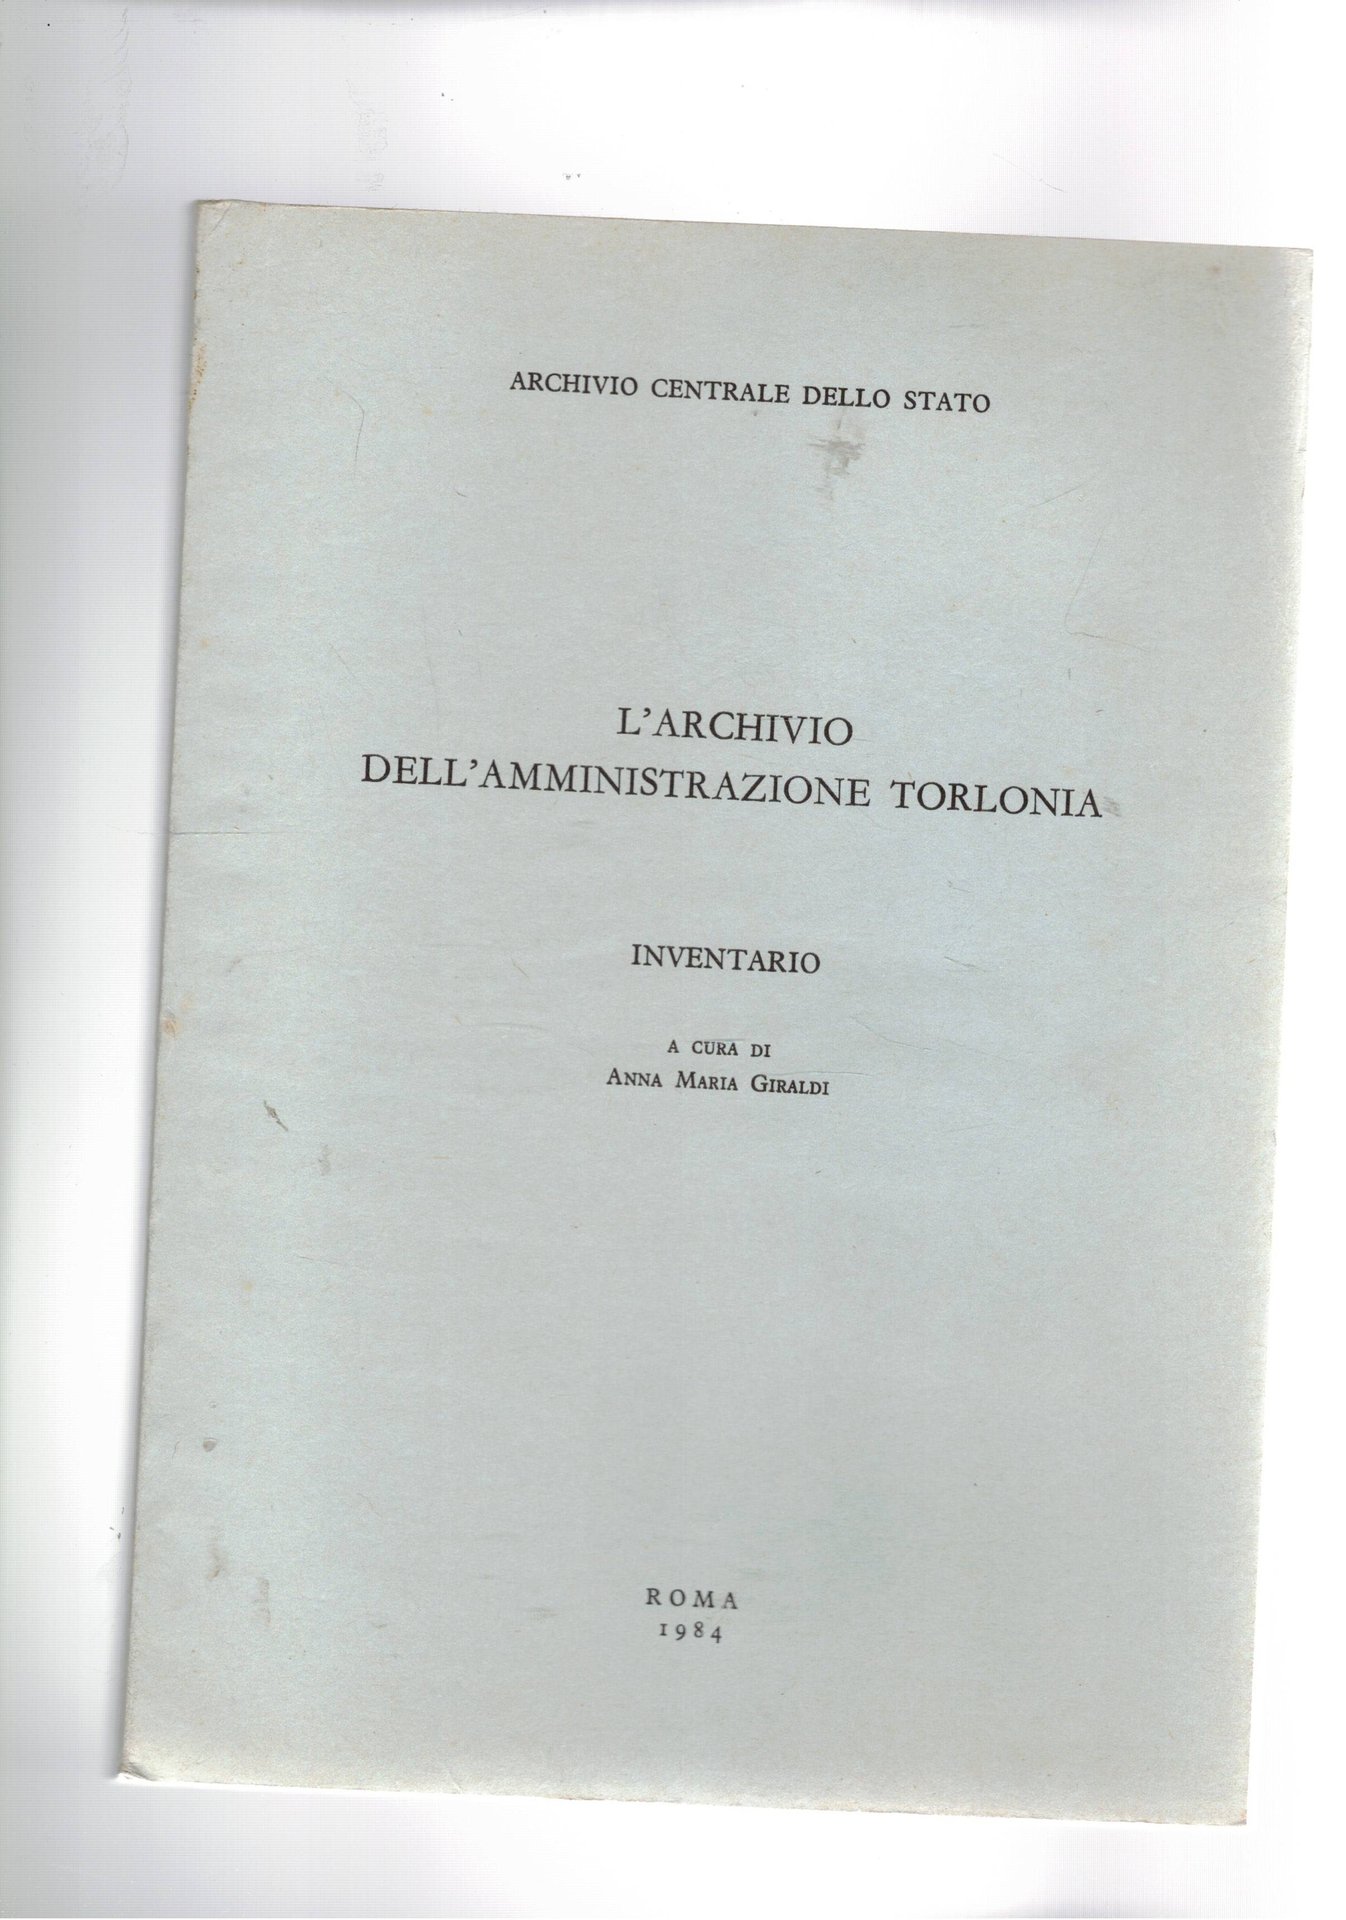 ARCHIVIO CENTRALE DELLO STATO
L'ARCHIVIO
DELL'AMMINISTRAZIONE TORLONIA
INVENTARIO
A CURA DI
ANNA MARIA GIRALDI
ROMA
1984